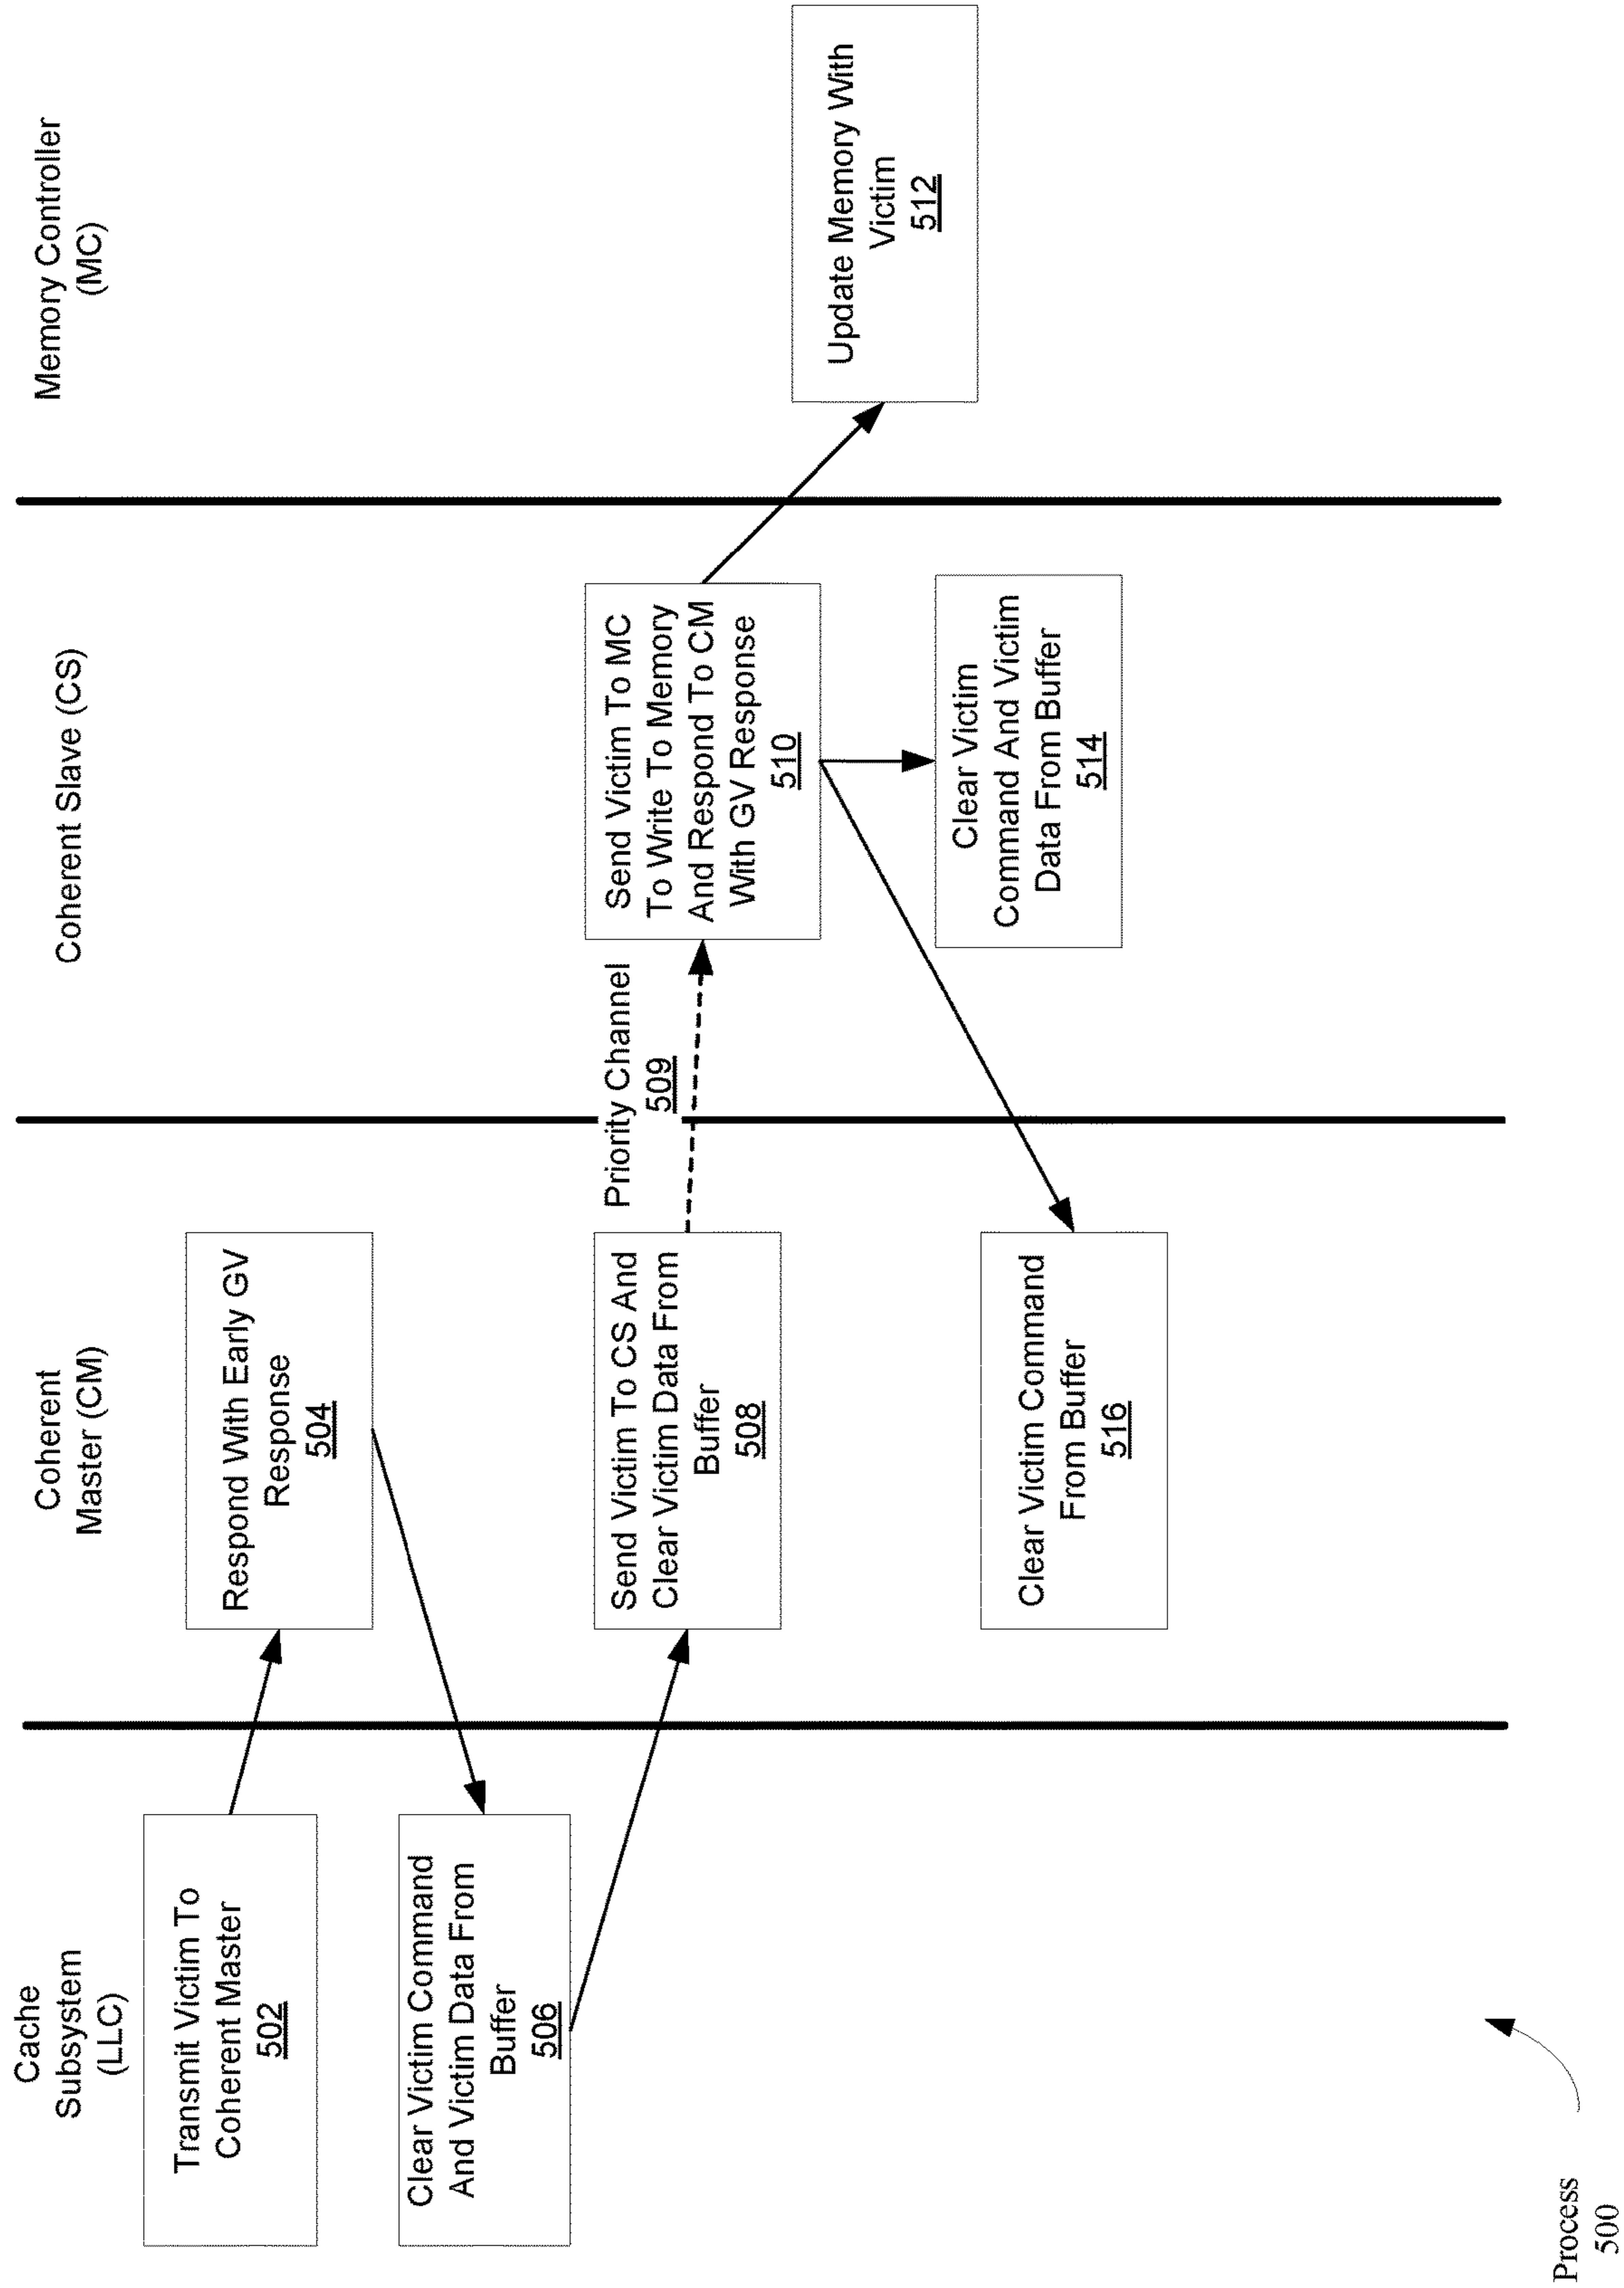 Cache
Subsystem
(LLC)
Coherent
Master (CM)
Coherent Slave (CS)
Memory Controller
(MC)
Transmit Victim To
Coherent Master
502
Respond With Early GV
Response
504
Clear Victim Command
And Victim Data From
Buffer
506
Send Victim To CS And
Clear Victim Data From
Buffer
508
Priority Channel
509
Send Victim To MC
To Write To Memory
And Respond To CM
With GV Response
510
Update Memory With
Victim
512
Clear
Victim
Command And Victim
Data From Buffer
514
Clear Victim Command
From Buffer
516
Process
500